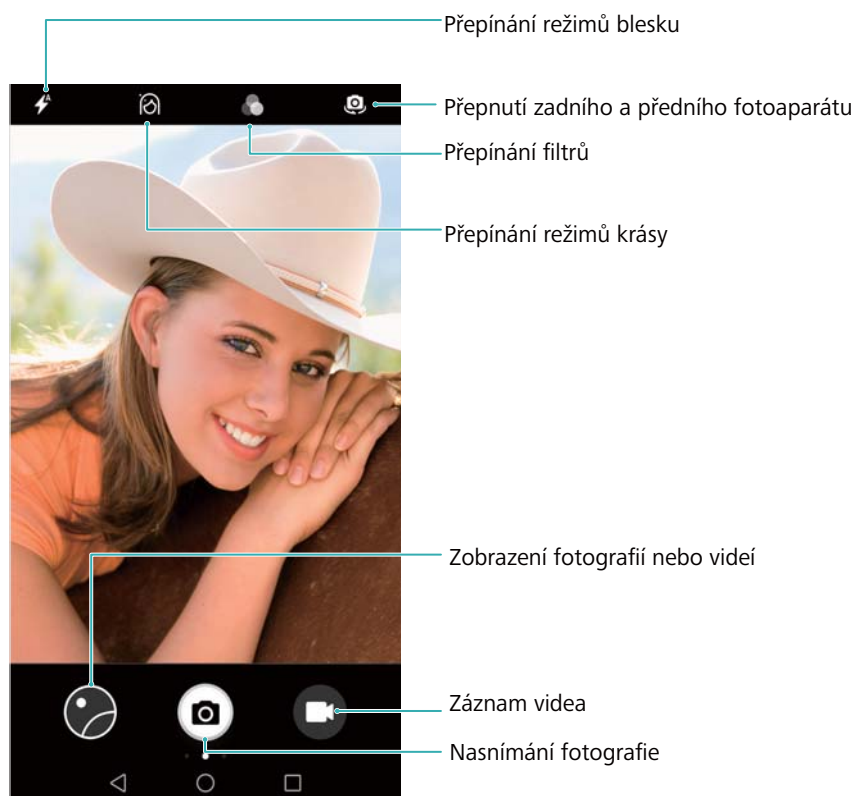 Přepínání režimů blesku
Přepnutí zadního a předního fotoaparátu
Přepínání filtrů
Přepínání režimů krásy
Zobrazení fotografií nebo videí
Záznam videa
Nasnímání fotografie